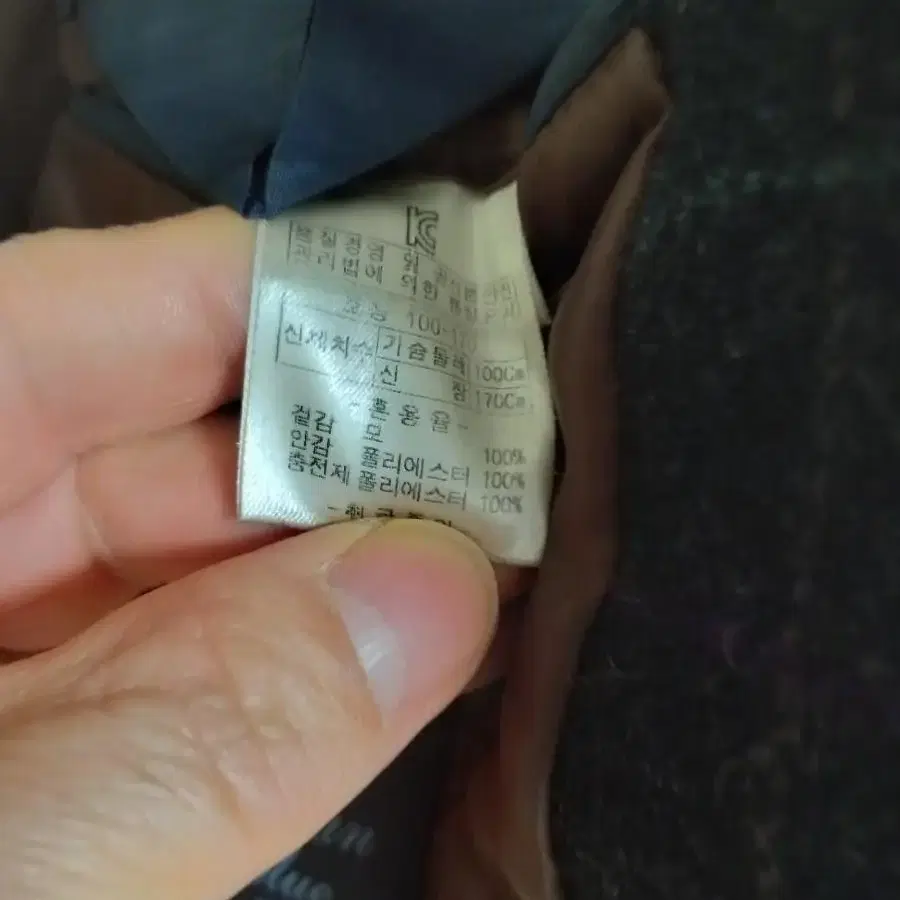 품질경영 및 공산품안전
관리법에 의한 품질표시
호칭 100-170
신체치수 가슴둘레 100Cm
신 장 170Cm
-혼용율-
겉감 모 100%
안감 폴리에스터 100%
충전제 폴리에스터 100%